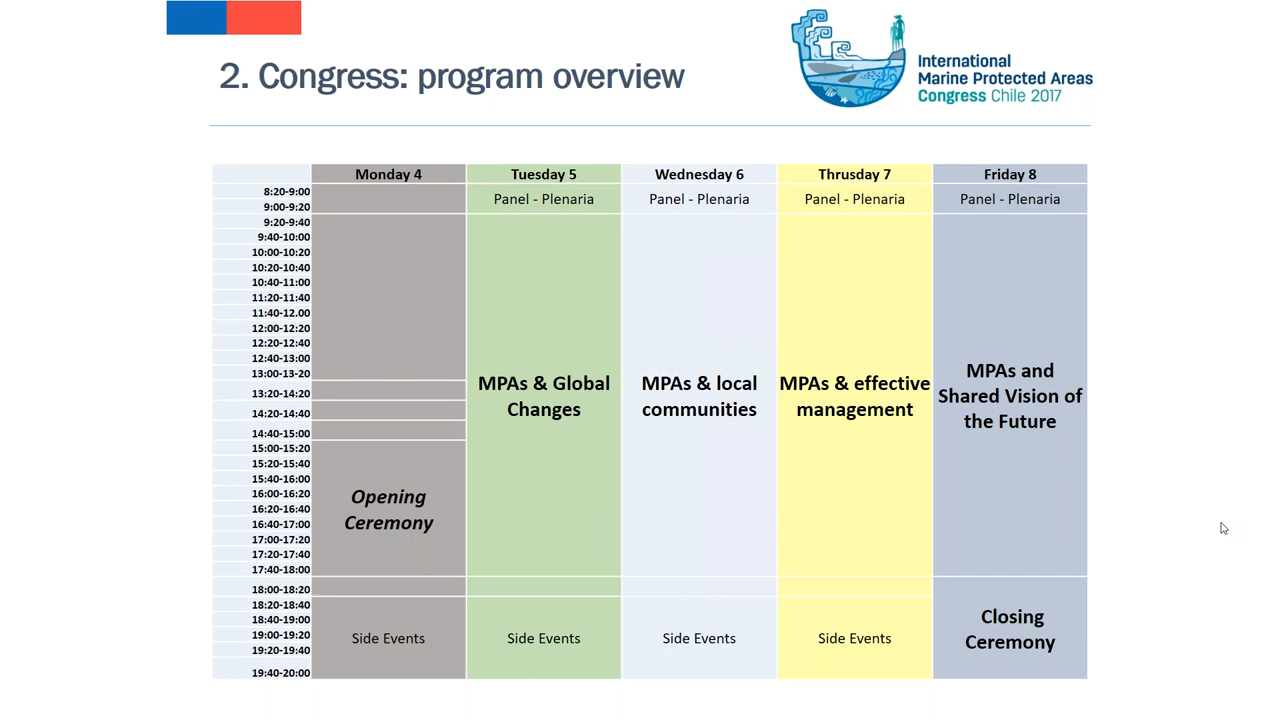 2. Congress: program overview
International
Marine Protected Areas
Congress Chile 2017
Monday 4
Tuesday 5
Wednesday 6
Thrusday 7
Friday 8
8:20-9:00
9:00-9:20
Panel - Plenaria
Panel - Plenaria
Panel - Plenaria
Panel - Plenaria
9:20-9:40
9:40-10:00
10:00-10:20
10:20-10:40
10:40-11:00
11:20-11:40
11:40-12.00
12:00-12:20
12:20-12:40
12:40-13:00
13:00-13-20
13:20-14:20
14:20-14:40
14:40-15:00
15:00-15:20
15:20-15:40
15:40-16:00
16:00-16:20
16:20-16:40
16:40-17:00
17:00-17:20
17:20-17:40
17:40-18:00
18:00-18:20
18:20-18:40
18:40-19:00
19:00-19:20
19:20-19:40
19:40-20:00
Opening
Ceremony
MPAs & Global
Changes
MPAs & local
communities
MPAs & effective
management
MPAs and
Shared Vision of
the Future
Side Events
Side Events
Side Events
Side Events
Closing
Ceremony